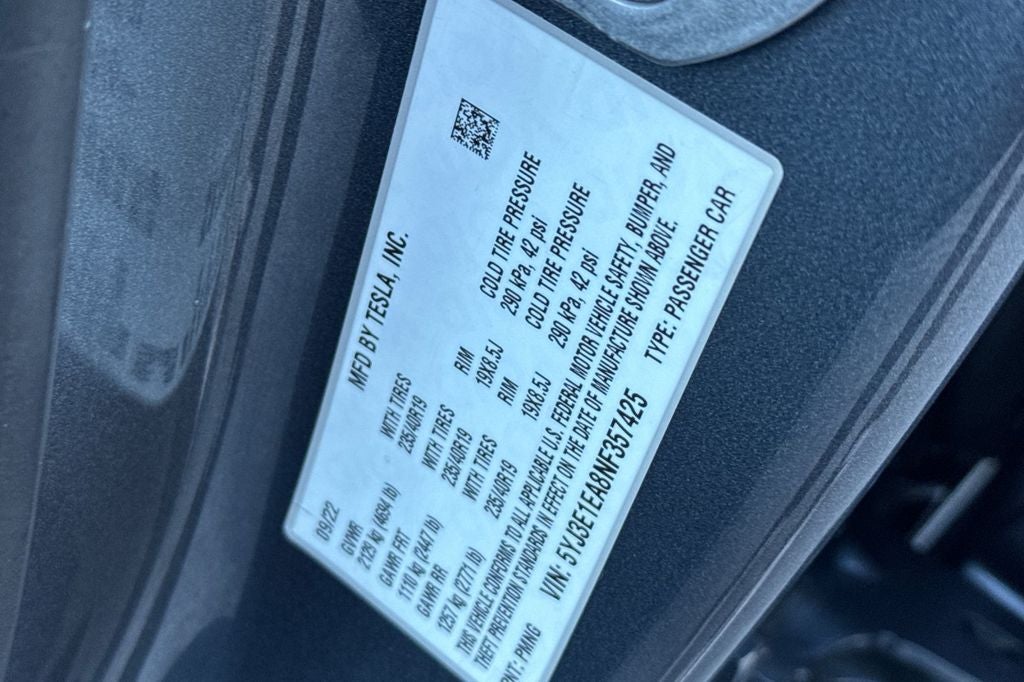 MFD BY TESLA, INC.
09/22
GVWR WITH TIRES
2129 kg (4694 lb) 235/40R19
GAWR FRT WITH TIRES RIM COLD TIRE PRESSURE
1110 kg (2447 lb) 235/40R19 19X8.5J 290 kPa, 42 psi
GAWR RR WITH TIRES RIM COLD TIRE PRESSURE
1257 kg (2771 lb) 235/40R19 19X8.5J 290 kPa, 42 psi
THIS VEHICLE CONFORMS TO ALL APPLICABLE U.S. FEDERAL MOTOR VEHICLE SAFETY, BUMPER, AND
THEFT PREVENTION STANDARDS IN EFFECT ON THE DATE OF MANUFACTURE SHOWN ABOVE.
VIN: 5YJ3E1EA8NF357425 TYPE: PASSENGER CAR
NT: PMNG